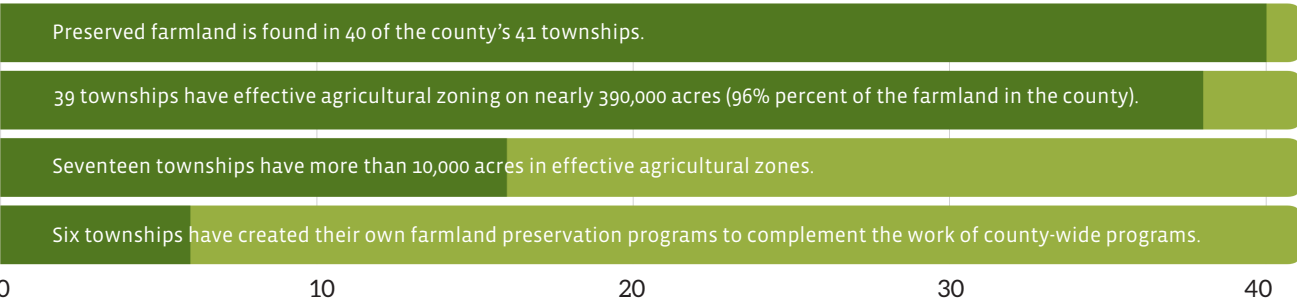 Preserved farmland is found in 40 of the county’s 41 townships.
39 townships have effective agricultural zoning on nearly 390,000 acres (96% percent of the farmland in the county).
Seventeen townships have more than 10,000 acres in effective agricultural zones.
Six townships have created their own farmland preservation programs to complement the work of county-wide programs.
0 10 20 30 40